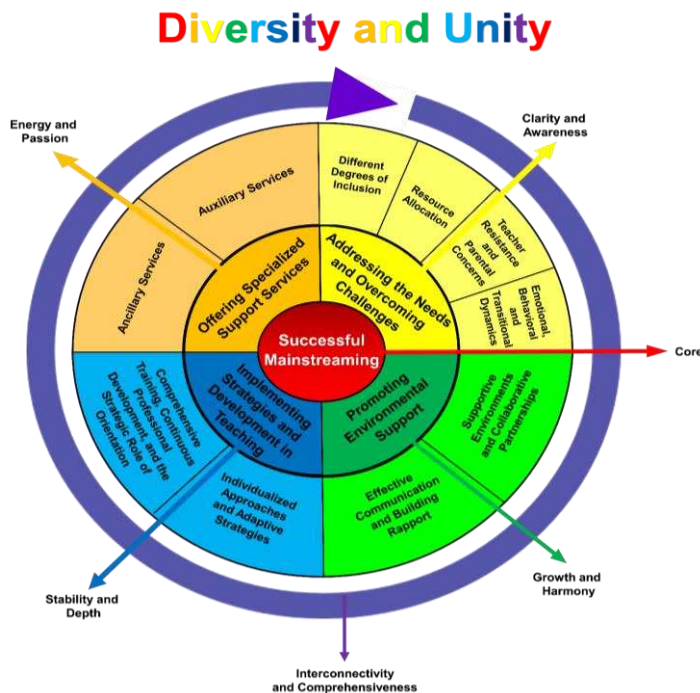 Diversity and Unity
Energy and
Passion
Clarity and
Awareness
Auxiliary Services
Ancillary Services
Different
Degrees of
Inclusion
Resource
Allocation
Teacher
Resistance
and
Parental
Concerns
Emotional,
Behavioral
and
Transitional
Dynamics
Offering Specialized
Support Services
Addressing the Needs
and Overcoming
Challenges
Successful
Mainstreaming
Core
Implementing
Strategies and
Development in
Teaching
Promoting
Environmental
Support
Comprehensive
Training, Continuous
Professional
Development, and the
Strategic Role of
Orientation
Individualized
Approaches
and Adaptive
Strategies
Effective
Communication
and Building
Rapport
Supportive
Environments
and Collaborative
Partnerships
Stability and
Depth
Growth and
Harmony
Interconnectivity
and Comprehensiveness